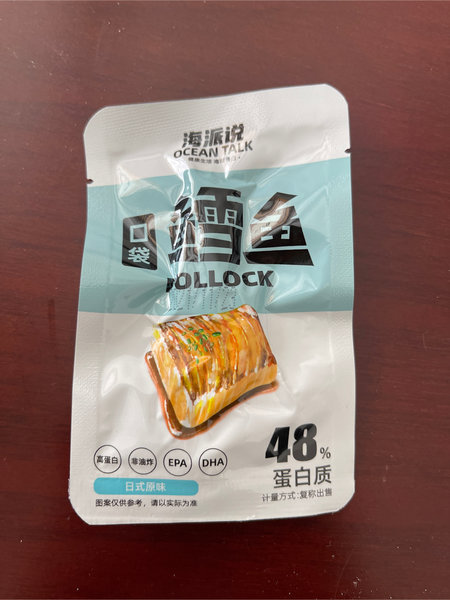 海派说
OCEAN TALK
口袋
鳕鱼
POLLOCK
48%
蛋白质
计量方式:复称出售
高蛋白
非油炸
EPA
DHA
日式原味
图案仅供参考，请以实际为准